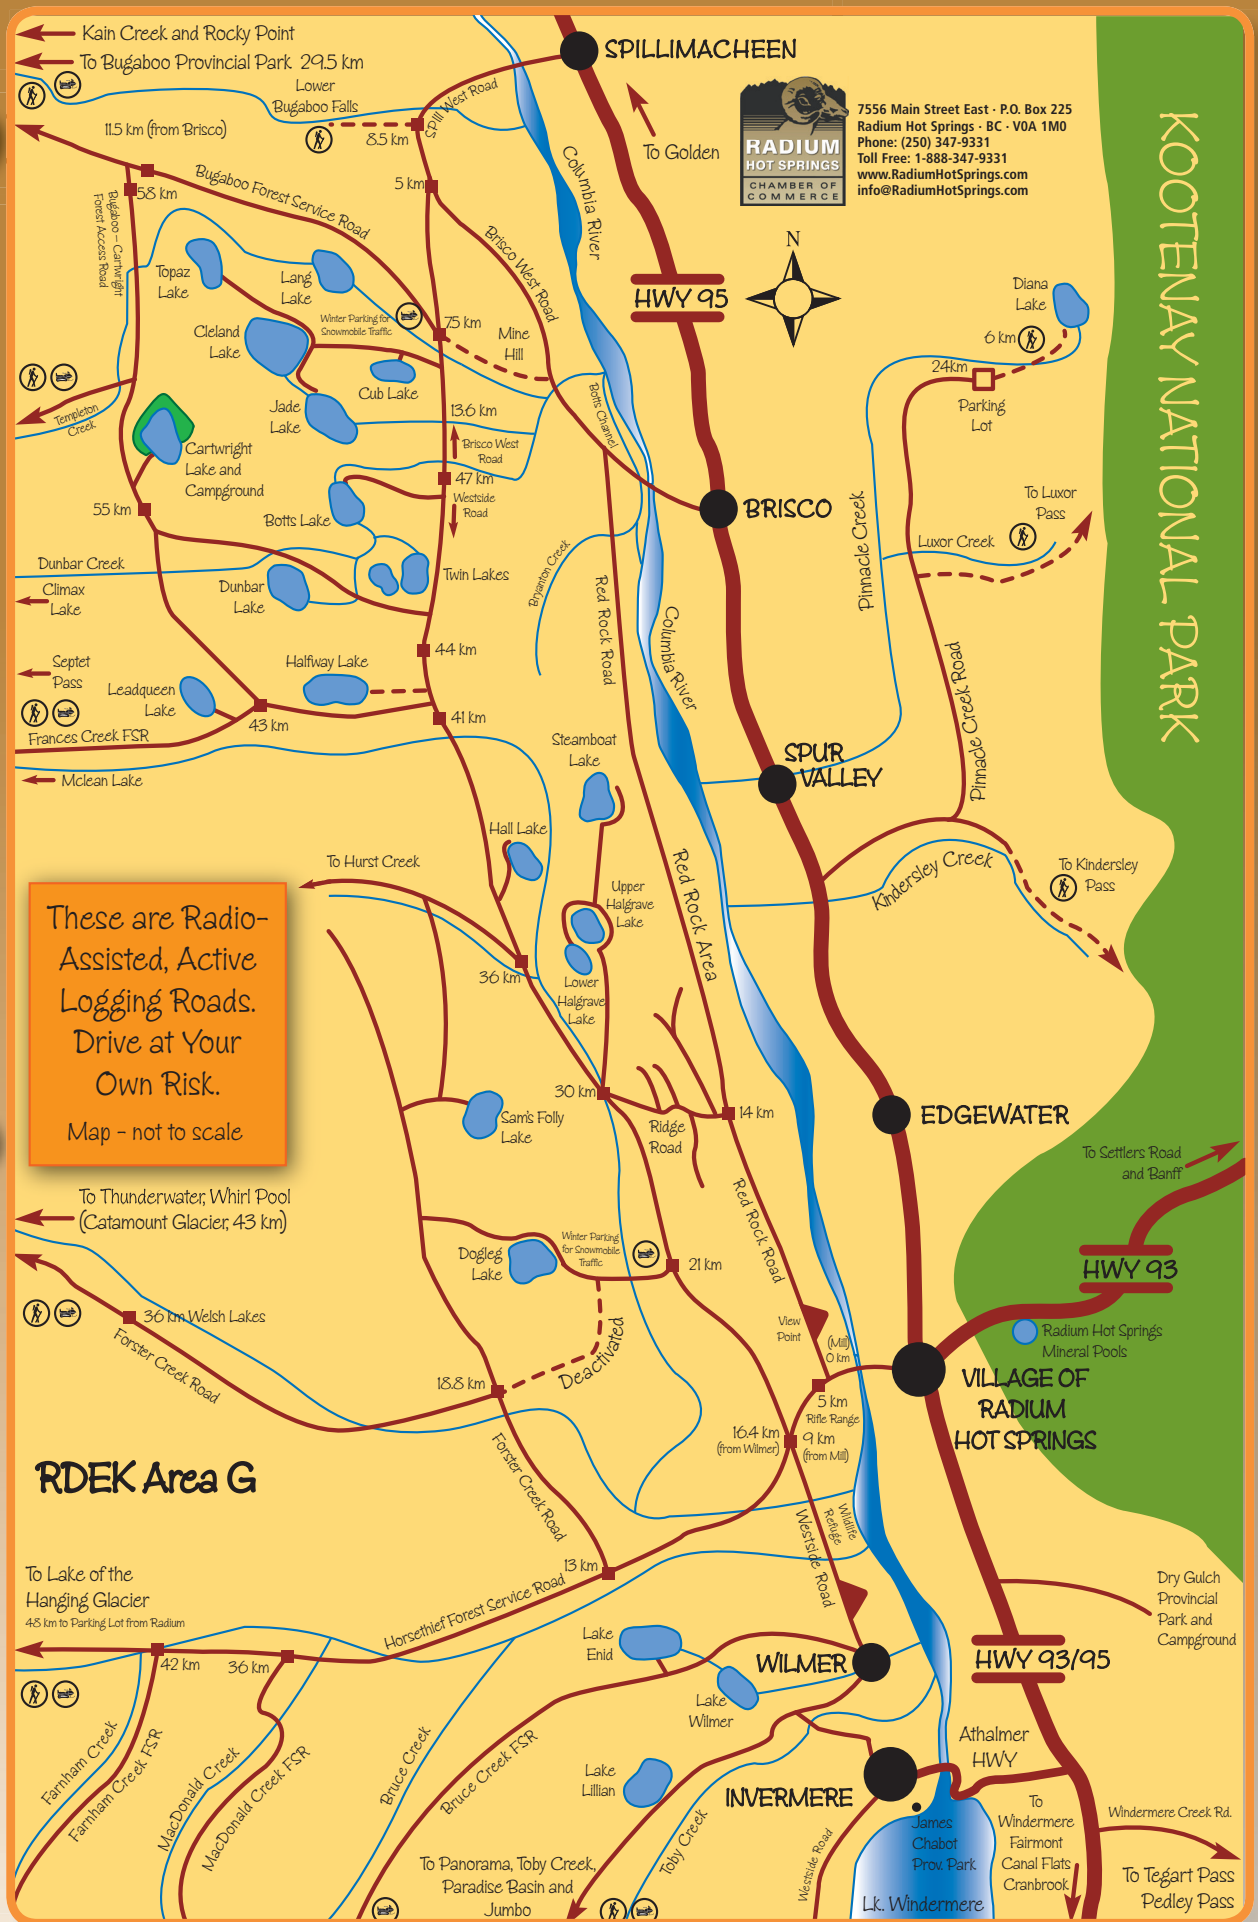 Kain Creek and Rocky Point
To Bugaboo Provincial Park 29.5 km
SPILLIMACHEEN
Lower
Bugaboo Falls
Spill West Road
8.5 km
11.5 km (from Brisco)
To Golden
RADIUM
HOT SPRINGS
CHAMBER OF
COMMERCE
7556 Main Street East · P.O. Box 225
Radium Hot Springs · BC · V0A 1M0
Phone: (250) 347-9331
Toll Free: 1-888-347-9331
www.RadiumHotSprings.com
info@RadiumHotSprings.com
KOOTENAY NATIONAL PARK
58 km
Bugaboo Forest Service Road
5 km
Columbia River
Bugaboo – Cartwright
Forest Access Road
Brisco West Road
N
Topaz
Lake
Lang
Lake
HWY 95
Diana
Lake
Winter Parking for
Snowmobile Traffic
7.5 km
Mine
Hill
6 km
Cleland
Lake
24km
Cub Lake
Parking
Lot
Jade
Lake
Botts Channel
13.6 km
Templeton
Creek
Cartwright
Lake and
Campground
Brisco West
Road
47 km
Westside
Road
55 km
Botts Lake
BRISCO
To Luxor
Pass
Pinnacle Creek
Luxor Creek
Dunbar Creek
Climax
Lake
Dunbar
Lake
Twin Lakes
Bryanton Creek
Red Rock Road
Columbia River
44 km
Septet
Pass
Halfway Lake
Leadqueen
Lake
Pinnacle Creek Road
43 km
41 km
Frances Creek FSR
Steamboat
Lake
SPUR
VALLEY
Mclean Lake
Pinnacle Creek Road
Hall Lake
To Hurst Creek
Red Rock Area
Kindersley Creek
To Kindersley
Pass
Upper
Halgrave
Lake
These are Radio-
Assisted, Active
Logging Roads.
Drive at Your
Own Risk.
Map - not to scale
36 km
Lower
Halgrave
Lake
30 km
14 km
EDGEWATER
Sam's Folly
Lake
Ridge
Road
To Settlers Road
and Banff
To Thunderwater, Whirl Pool
(Catamount Glacier, 43 km)
Red Rock Road
Dogleg
Lake
Winter Parking
for Snowmobile
Traffic
21 km
HWY 93
36 km Welsh Lakes
Forster Creek Road
View
Point
(Mill)
0 km
Radium Hot Springs
Mineral Pools
Deactivated
18.8 km
VILLAGE OF
RADIUM
HOT SPRINGS
5 km
Rifle Range
16.4 km
(from Wilmer)
9 km
(from Mill)
RDEK Area G
Forster Creek Road
Wildlife
Refuge
Westside Road
13 km
To Lake of the
Hanging Glacier
48 km to Parking Lot from Radium
Horsethief Forest Service Road
Dry Gulch
Provincial
Park and
Campground
42 km
36 km
Lake
Enid
WILMER
HWY 93/95
Lake
Wilmer
Farnham Creek
Farnham Creek FSR
MacDonald Creek
MacDonald Creek FSR
Bruce Creek
Bruce Creek FSR
Athalmer
HWY
Lake
Lillian
INVERMERE
James
Chabot
Prov. Park
To
Windermere
Fairmont
Canal Flats
Cranbrook
Windermere Creek Rd.
Toby Creek
Westside Road
To Panorama, Toby Creek,
Paradise Basin and
Jumbo
Lk. Windermere
To Tegart Pass
Pedley Pass